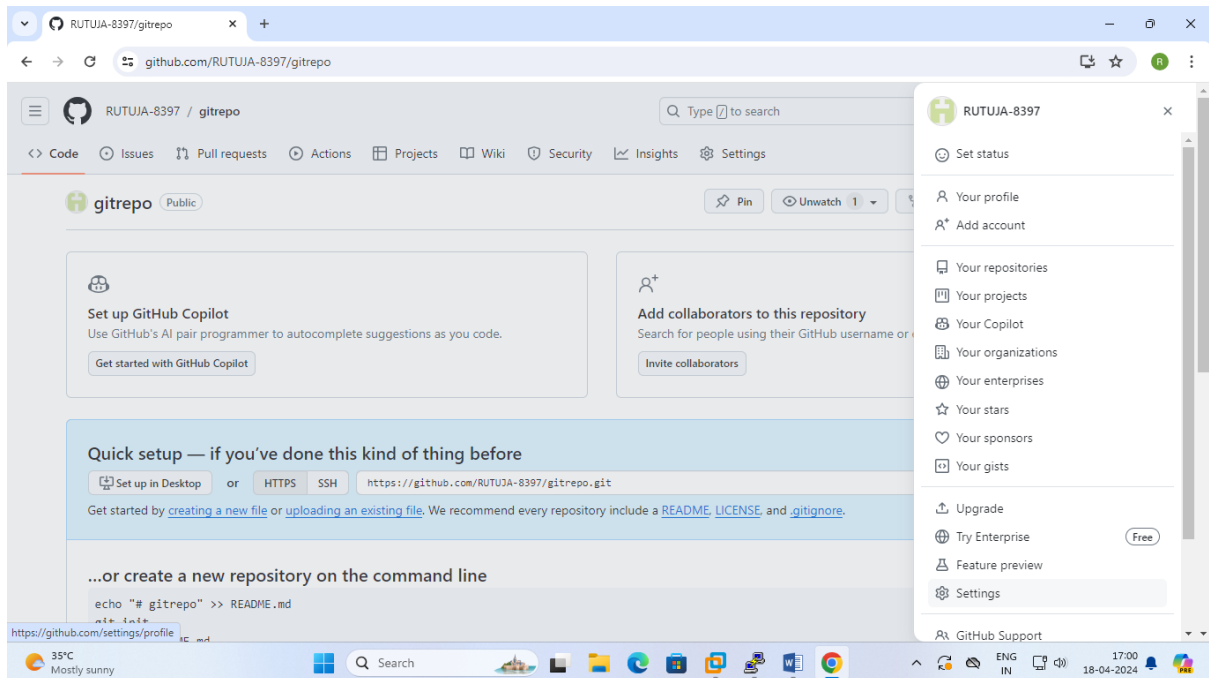 RUTUJA-8397/gitrepo
github.com/RUTUJA-8397/gitrepo
R
RUTUJA-8397 / gitrepo
Type / to search
Code Issues Pull requests Actions Projects Wiki Security Insights Settings
gitrepo Public
Pin Unwatch 1
Set up GitHub Copilot
Use GitHub's AI pair programmer to autocomplete suggestions as you code.
Get started with GitHub Copilot
Add collaborators to this repository
Search for people using their GitHub username or
Invite collaborators
Quick setup — if you've done this kind of thing before
Set up in Desktop or HTTPS SSH https://github.com/RUTUJA-8397/gitrepo.git
Get started by creating a new file or uploading an existing file. We recommend every repository include a README, LICENSE, and .gitignore.
...or create a new repository on the command line
echo "# gitrepo" >> README.md
git init
https://github.com/settings/profile
RUTUJA-8397
Set status
Your profile
Add account
Your repositories
Your projects
Your Copilot
Your organizations
Your enterprises
Your stars
Your sponsors
Your gists
Upgrade
Try Enterprise Free
Feature preview
Settings
GitHub Support
35°C
Mostly sunny
Search
ENG
IN
17:00
18-04-2024
PRE